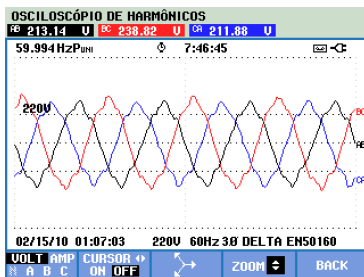 OSCILOSCÓPIO DE HARMÔNICOS
AB 213.14 U BC 238.82 U CA 211.88 U
59.994 HzPUNI 7:46:45
220V
BC
AB
CA
02/15/10 01:07:03 220V 60Hz 3Ø DELTA EN50160
VOLT AMP CURSOR ZOOM BACK
N A B C ON OFF